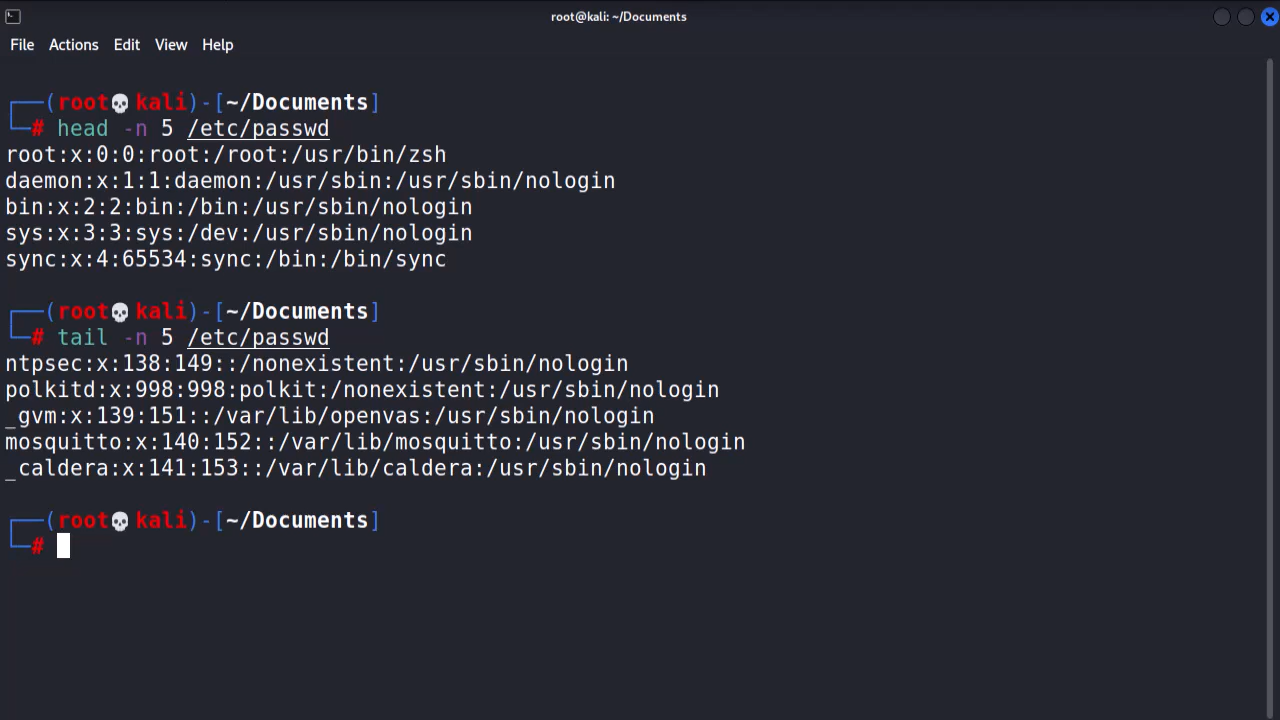 root@kali: ~/Documents
File Actions Edit View Help
┌──(root💀kali)-[~/Documents]
└─# head -n 5 /etc/passwd
root:x:0:0:root:/root:/usr/bin/zsh
daemon:x:1:1:daemon:/usr/sbin:/usr/sbin/nologin
bin:x:2:2:bin:/bin:/usr/sbin/nologin
sys:x:3:3:sys:/dev:/usr/sbin/nologin
sync:x:4:65534:sync:/bin:/bin/sync
┌──(root💀kali)-[~/Documents]
└─# tail -n 5 /etc/passwd
ntpsec:x:138:149::/nonexistent:/usr/sbin/nologin
polkitd:x:998:998:polkit:/nonexistent:/usr/sbin/nologin
_gvm:x:139:151::/var/lib/openvas:/usr/sbin/nologin
mosquitto:x:140:152::/var/lib/mosquitto:/usr/sbin/nologin
_caldera:x:141:153::/var/lib/caldera:/usr/sbin/nologin
┌──(root💀kali)-[~/Documents]
└─#